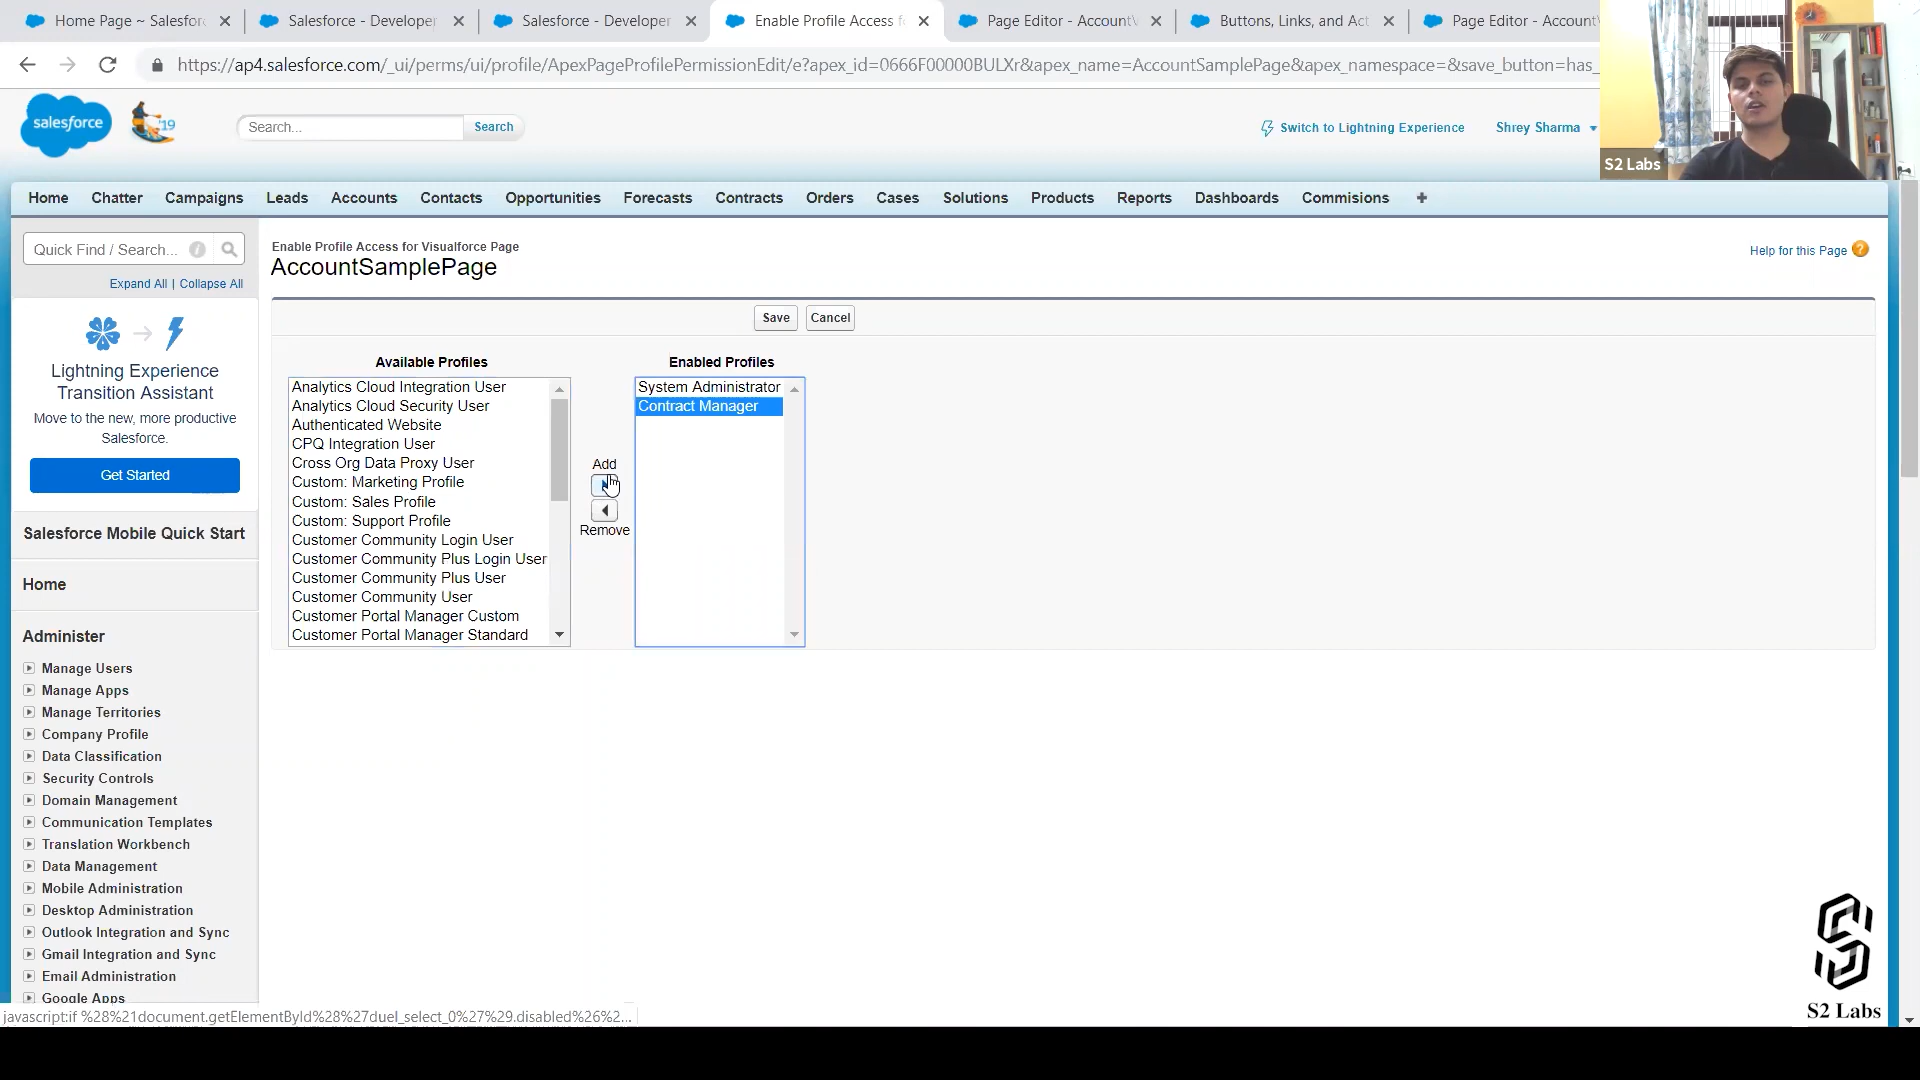 Home Page ~ Salesforc
Salesforce - Developer
Salesforce - Developer
Enable Profile Access f
Page Editor - AccountV
Buttons, Links, and Act
Page Editor - AccountV
https://ap4.salesforce.com/_ui/perms/ui/profile/ApexPageProfilePermissionEdit/e?apex_id=0666F00000BULXr&apex_name=AccountSamplePage&apex_namespace=&save_button=has_
salesforce
'19
Search...
Search
Switch to Lightning Experience
Shrey Sharma
S2 Labs
Home
Chatter
Campaigns
Leads
Accounts
Contacts
Opportunities
Forecasts
Contracts
Orders
Cases
Solutions
Products
Reports
Dashboards
Commisions
+
Quick Find / Search...
Expand All | Collapse All
Lightning Experience
Transition Assistant
Move to the new, more productive
Salesforce.
Get Started
Salesforce Mobile Quick Start
Home
Administer
Manage Users
Manage Apps
Manage Territories
Company Profile
Data Classification
Security Controls
Domain Management
Communication Templates
Translation Workbench
Data Management
Mobile Administration
Desktop Administration
Outlook Integration and Sync
Gmail Integration and Sync
Email Administration
Google Apps
Enable Profile Access for Visualforce Page
AccountSamplePage
Help for this Page
Save
Cancel
Available Profiles
Analytics Cloud Integration User
Analytics Cloud Security User
Authenticated Website
CPQ Integration User
Cross Org Data Proxy User
Custom: Marketing Profile
Custom: Sales Profile
Custom: Support Profile
Customer Community Login User
Customer Community Plus Login User
Customer Community Plus User
Customer Community User
Customer Portal Manager Custom
Customer Portal Manager Standard
Add
Remove
Enabled Profiles
System Administrator
Contract Manager
javascript:if %28%21document.getElementById%28%27duel_select_0%27%29.disabled%26%2...
S2 Labs